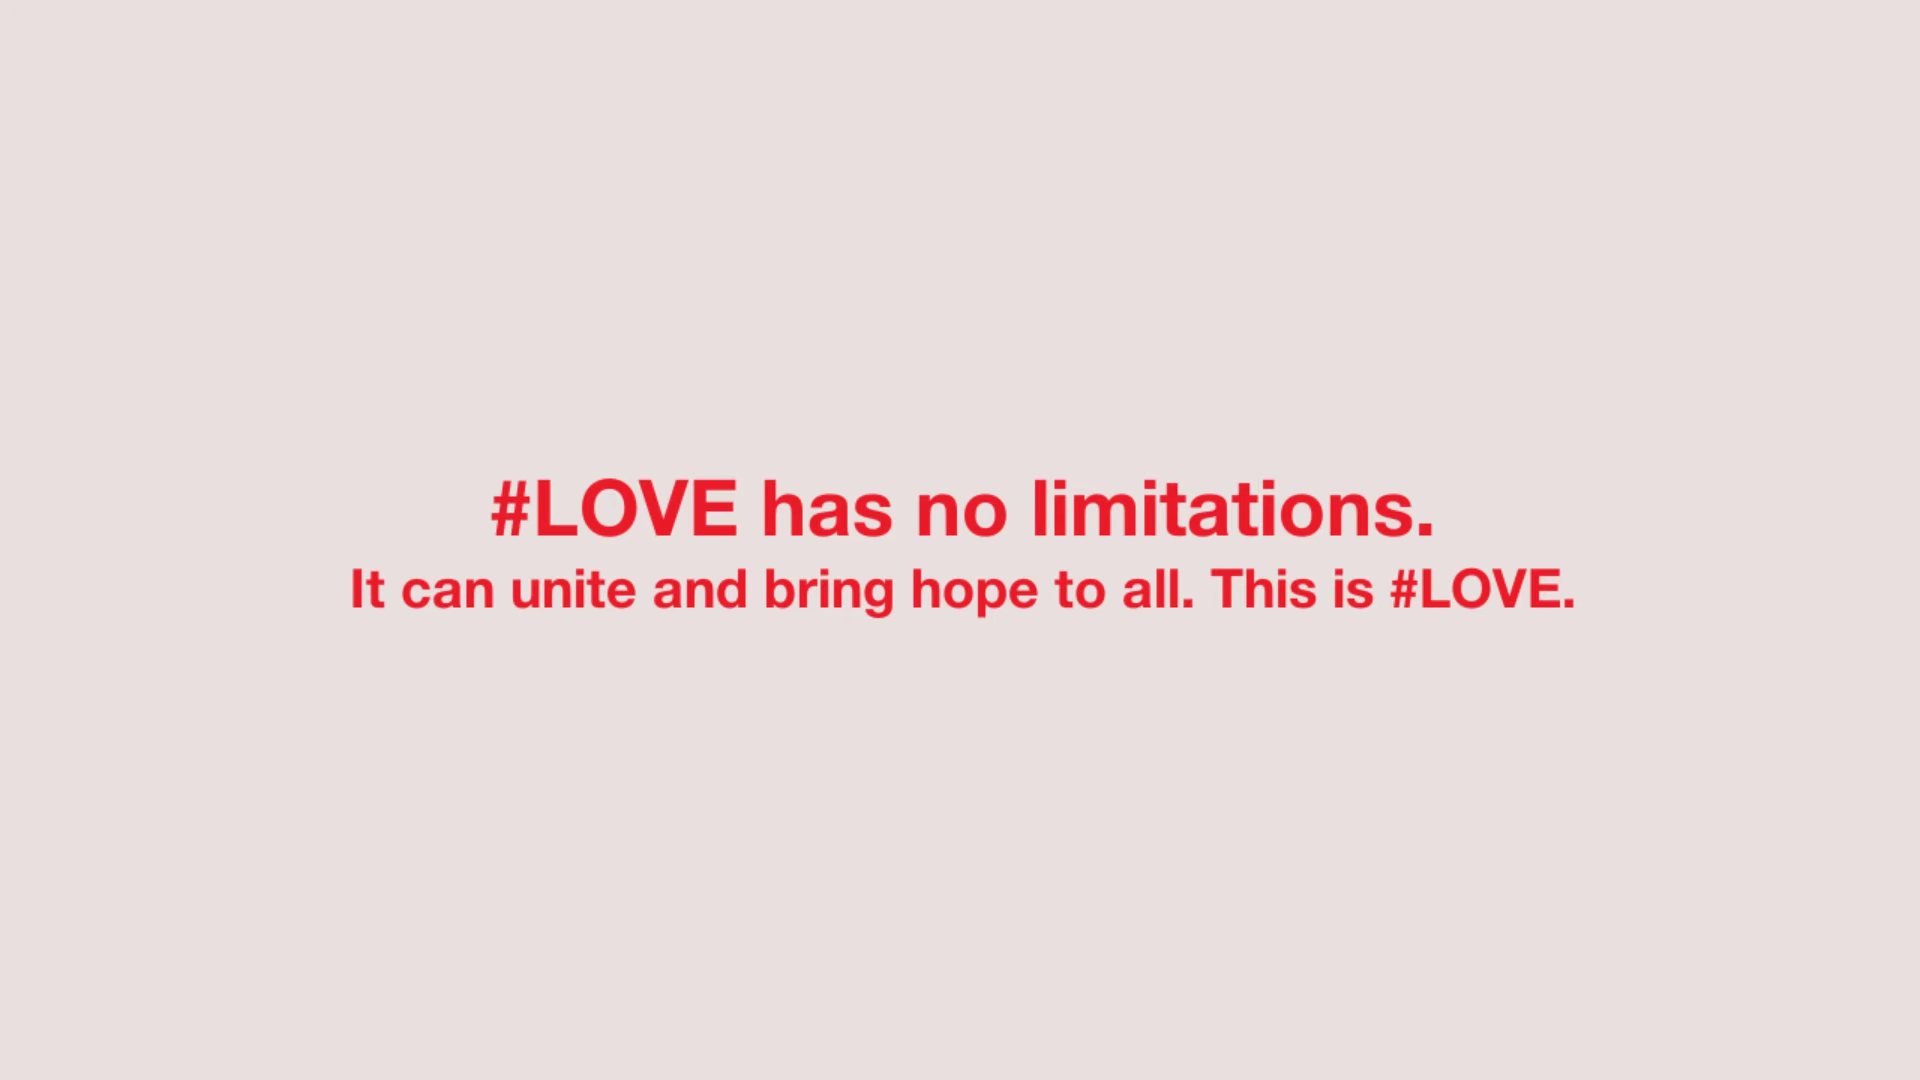 #LOVE has no limitations.
It can unite and bring hope to all. This is #LOVE.